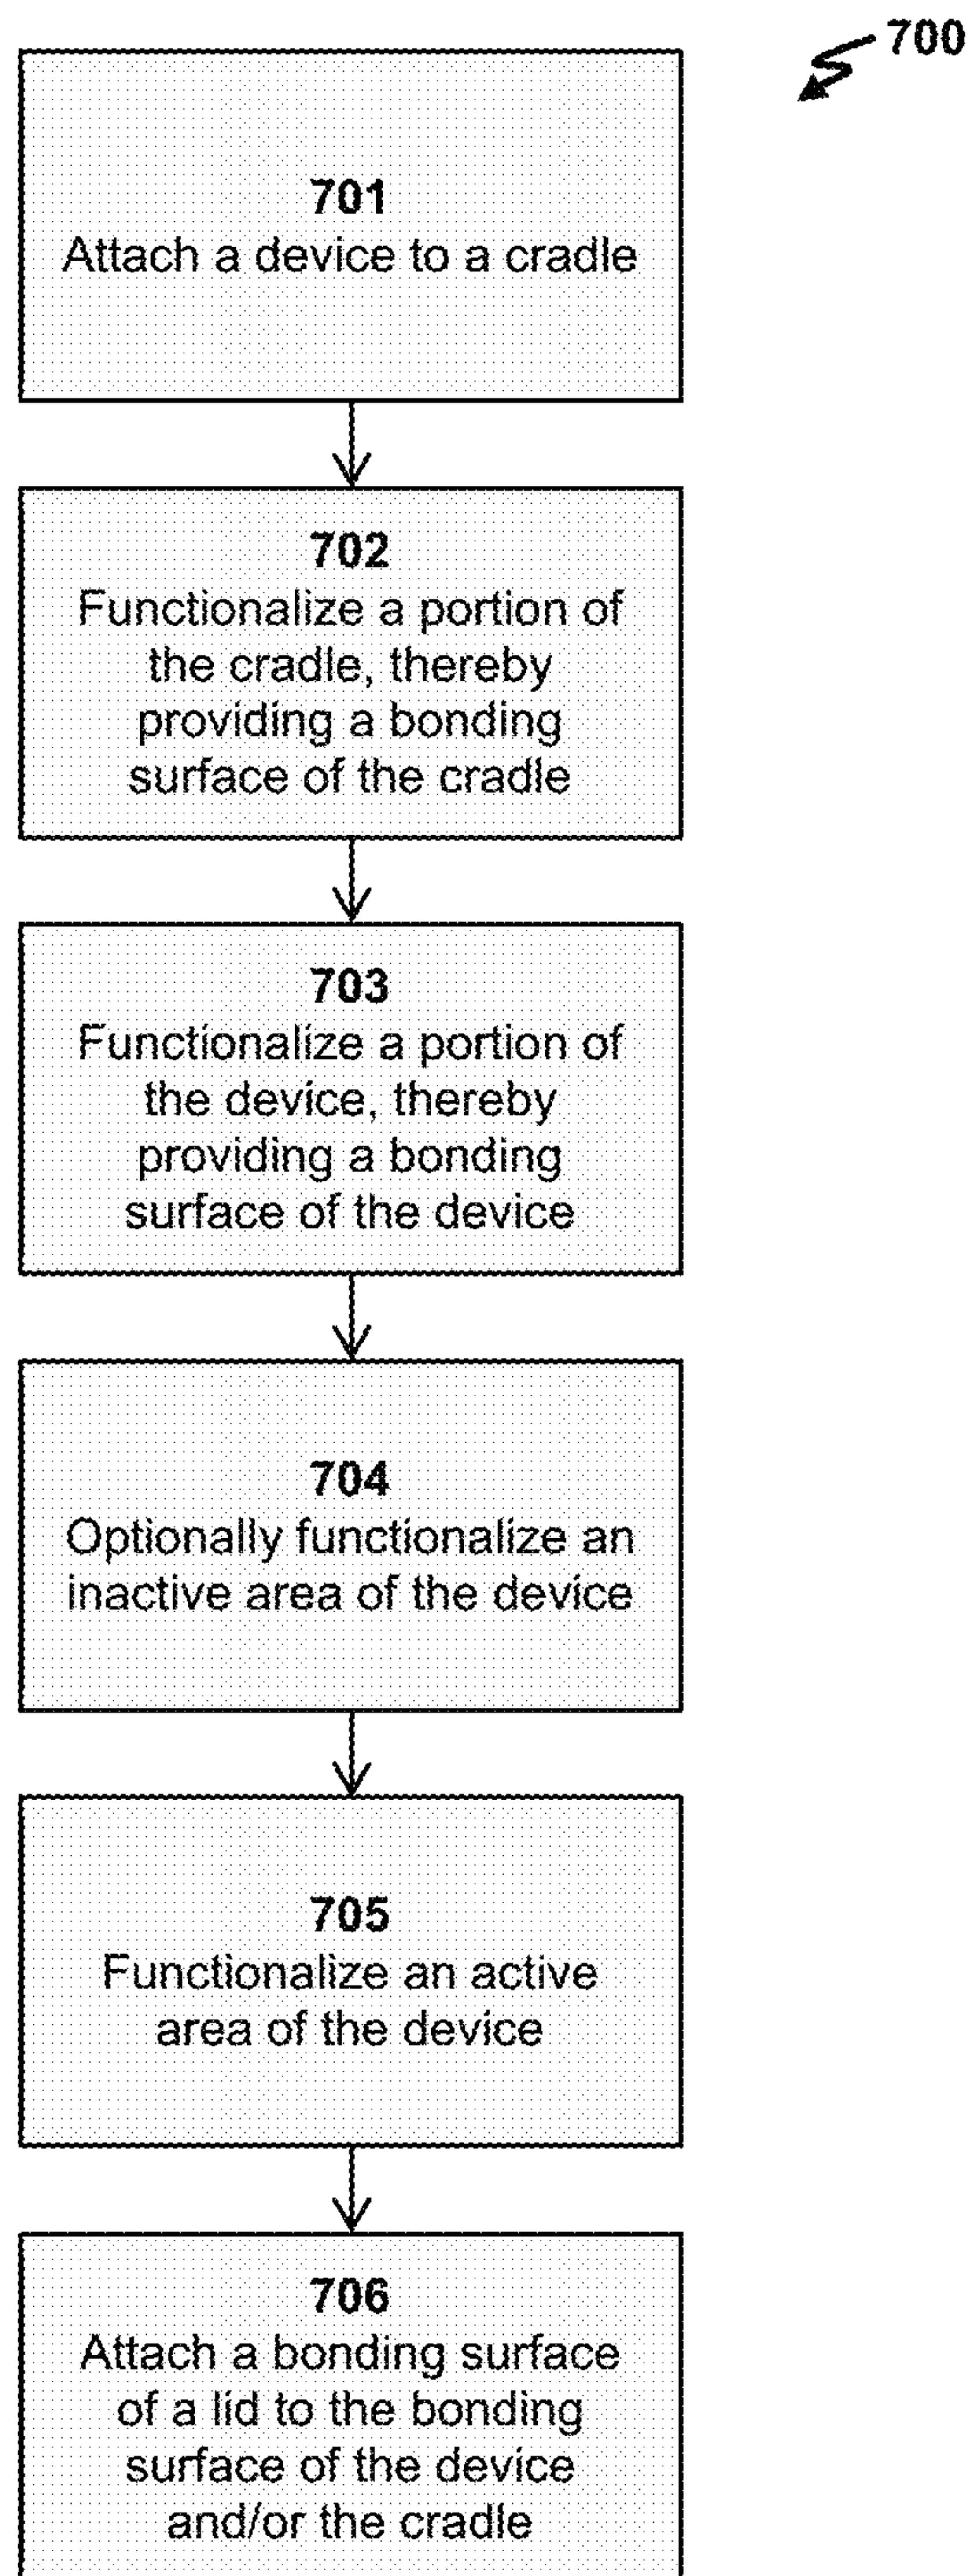 700
701
Attach a device to a cradle
702
Functionalize a portion of
the cradle, thereby
providing a bonding
surface of the cradle
703
Functionalize a portion of
the device, thereby
providing a bonding
surface of the device
704
Optionally functionalize an
inactive area of the device
705
Functionalize an active
area of the device
706
Attach a bonding surface
of a lid to the bonding
surface of the device
and/or the cradle